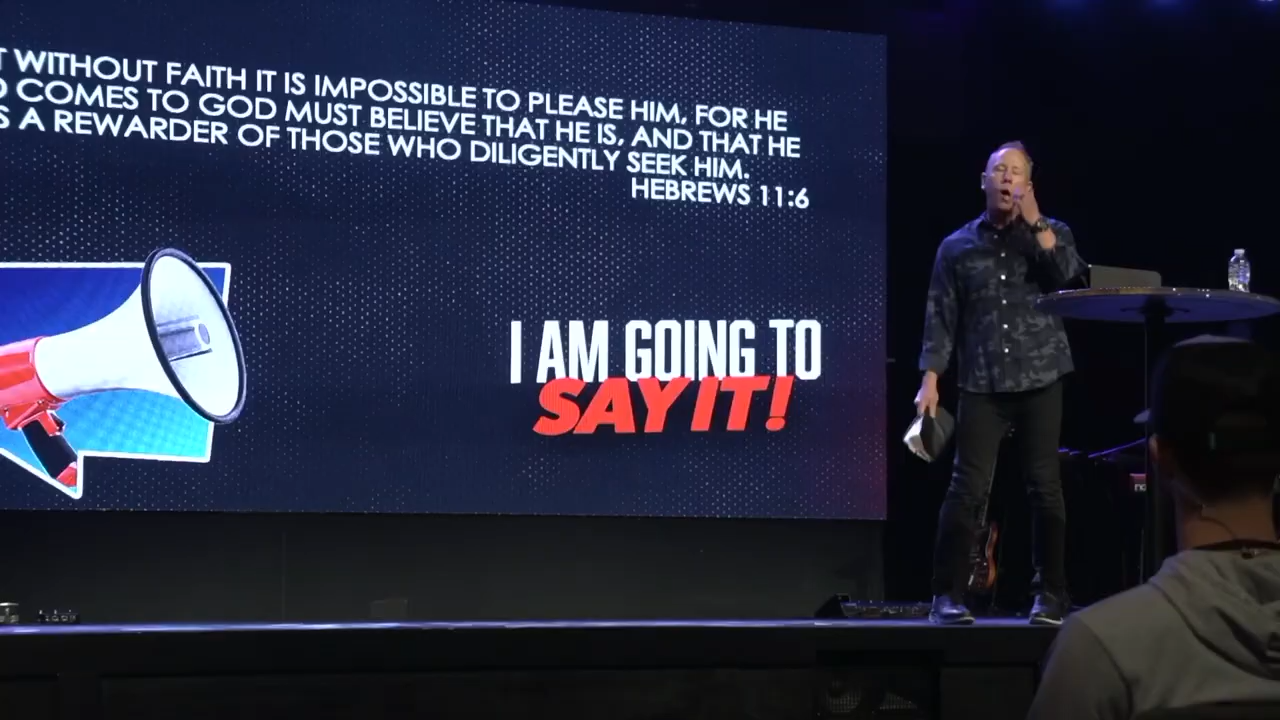 WITHOUT FAITH IT IS IMPOSSIBLE TO PLEASE HIM, FOR HE
COMES TO GOD MUST BELIEVE THAT HE IS, AND THAT HE
A REWARDER OF THOSE WHO DILIGENTLY SEEK HIM.
HEBREWS 11:6
I AM GOING TO
SAY IT!